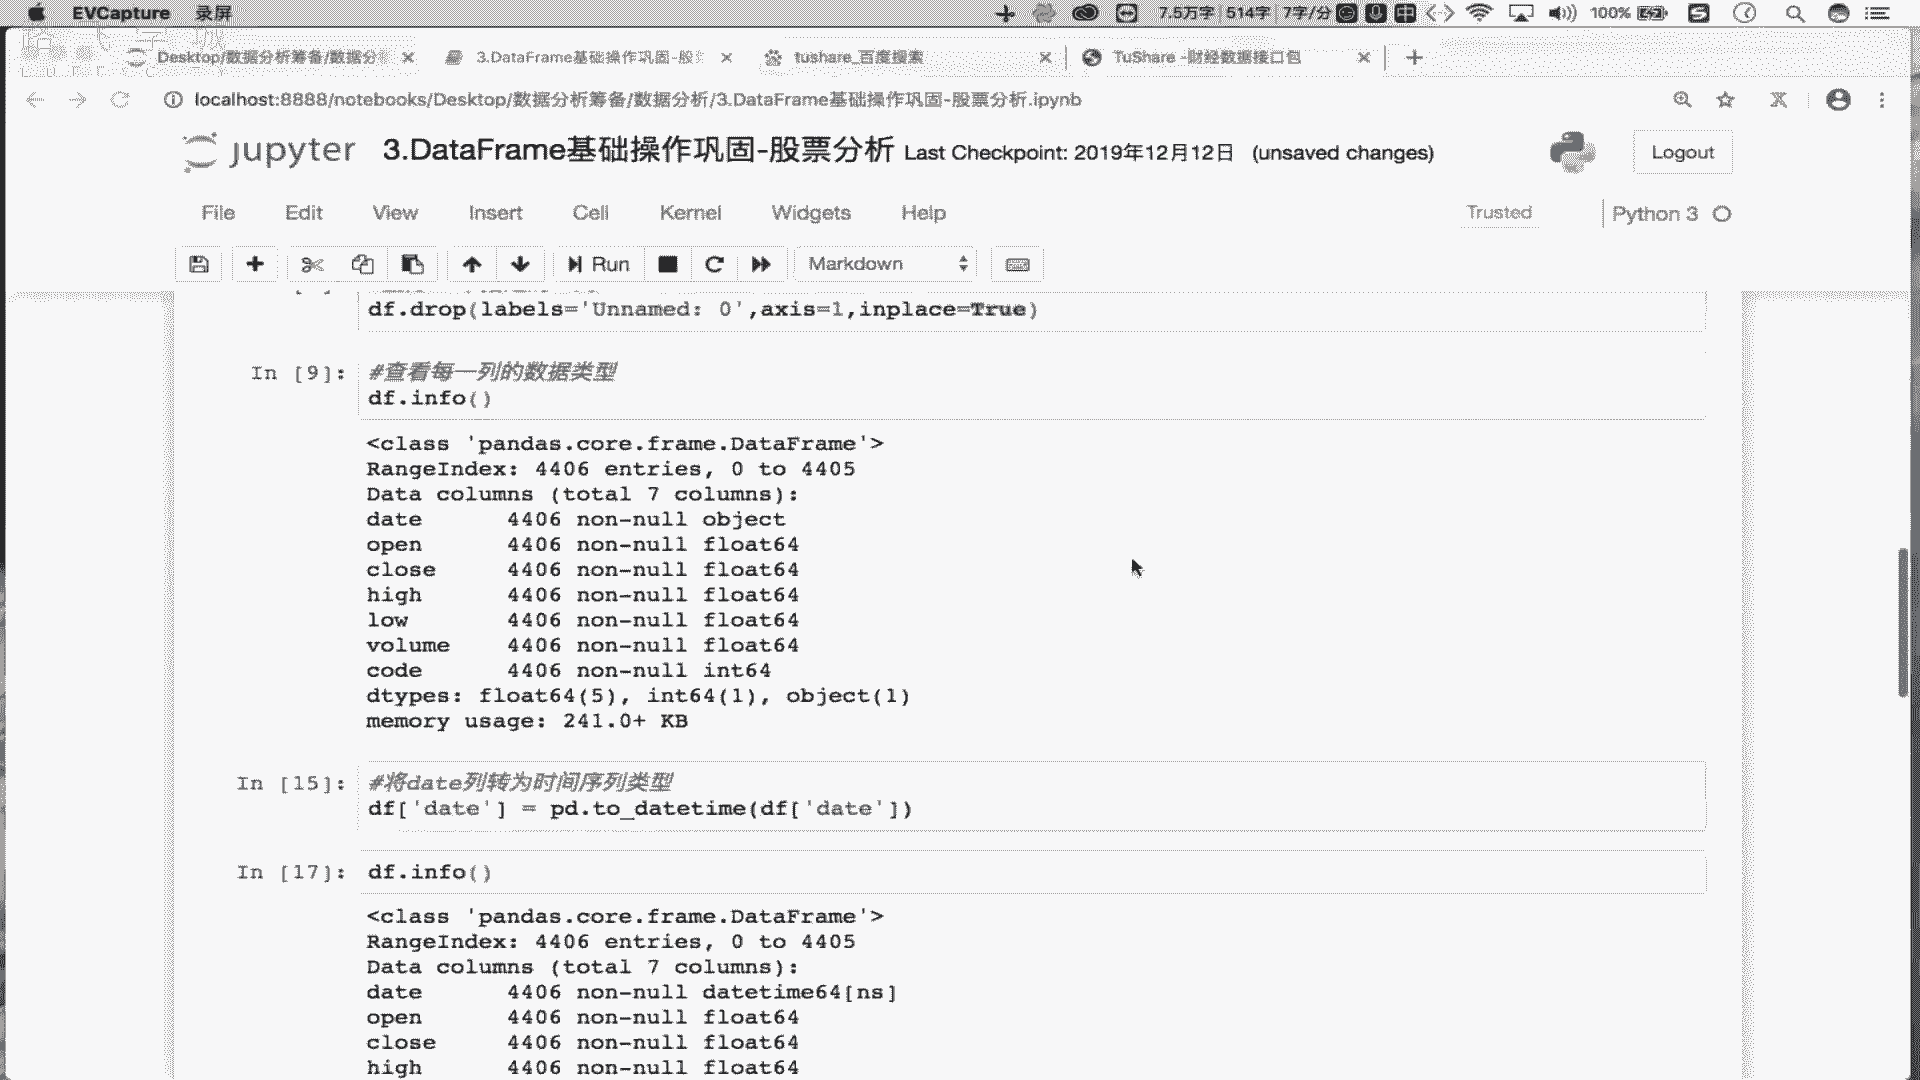 EVCapture 录屏 7.5万字 514字 7字/分 中 100%
Desktop/数据分析筹备/数据分 3.DataFrame基础操作巩固-股 tushare_百度搜索 TuShare -财经数据接口包
localhost:8888/notebooks/Desktop/数据分析筹备/数据分析/3.DataFrame基础操作巩固-股票分析.ipynb
jupyter 3.DataFrame基础操作巩固-股票分析 Last Checkpoint: 2019年12月12日 (unsaved changes) Logout
File Edit View Insert Cell Kernel Widgets Help Trusted Python 3
Run Markdown
df.drop(labels='Unnamed: 0',axis=1,inplace=True)
In [9]: #查看每一列的数据类型
df.info()
<class 'pandas.core.frame.DataFrame'>
RangeIndex: 4406 entries, 0 to 4405
Data columns (total 7 columns):
date 4406 non-null object
open 4406 non-null float64
close 4406 non-null float64
high 4406 non-null float64
low 4406 non-null float64
volume 4406 non-null float64
code 4406 non-null int64
dtypes: float64(5), int64(1), object(1)
memory usage: 241.0+ KB
In [15]: #将date列转为时间序列类型
df['date'] = pd.to_datetime(df['date'])
In [17]: df.info()
<class 'pandas.core.frame.DataFrame'>
RangeIndex: 4406 entries, 0 to 4405
Data columns (total 7 columns):
date 4406 non-null datetime64[ns]
open 4406 non-null float64
close 4406 non-null float64
high 4406 non-null float64